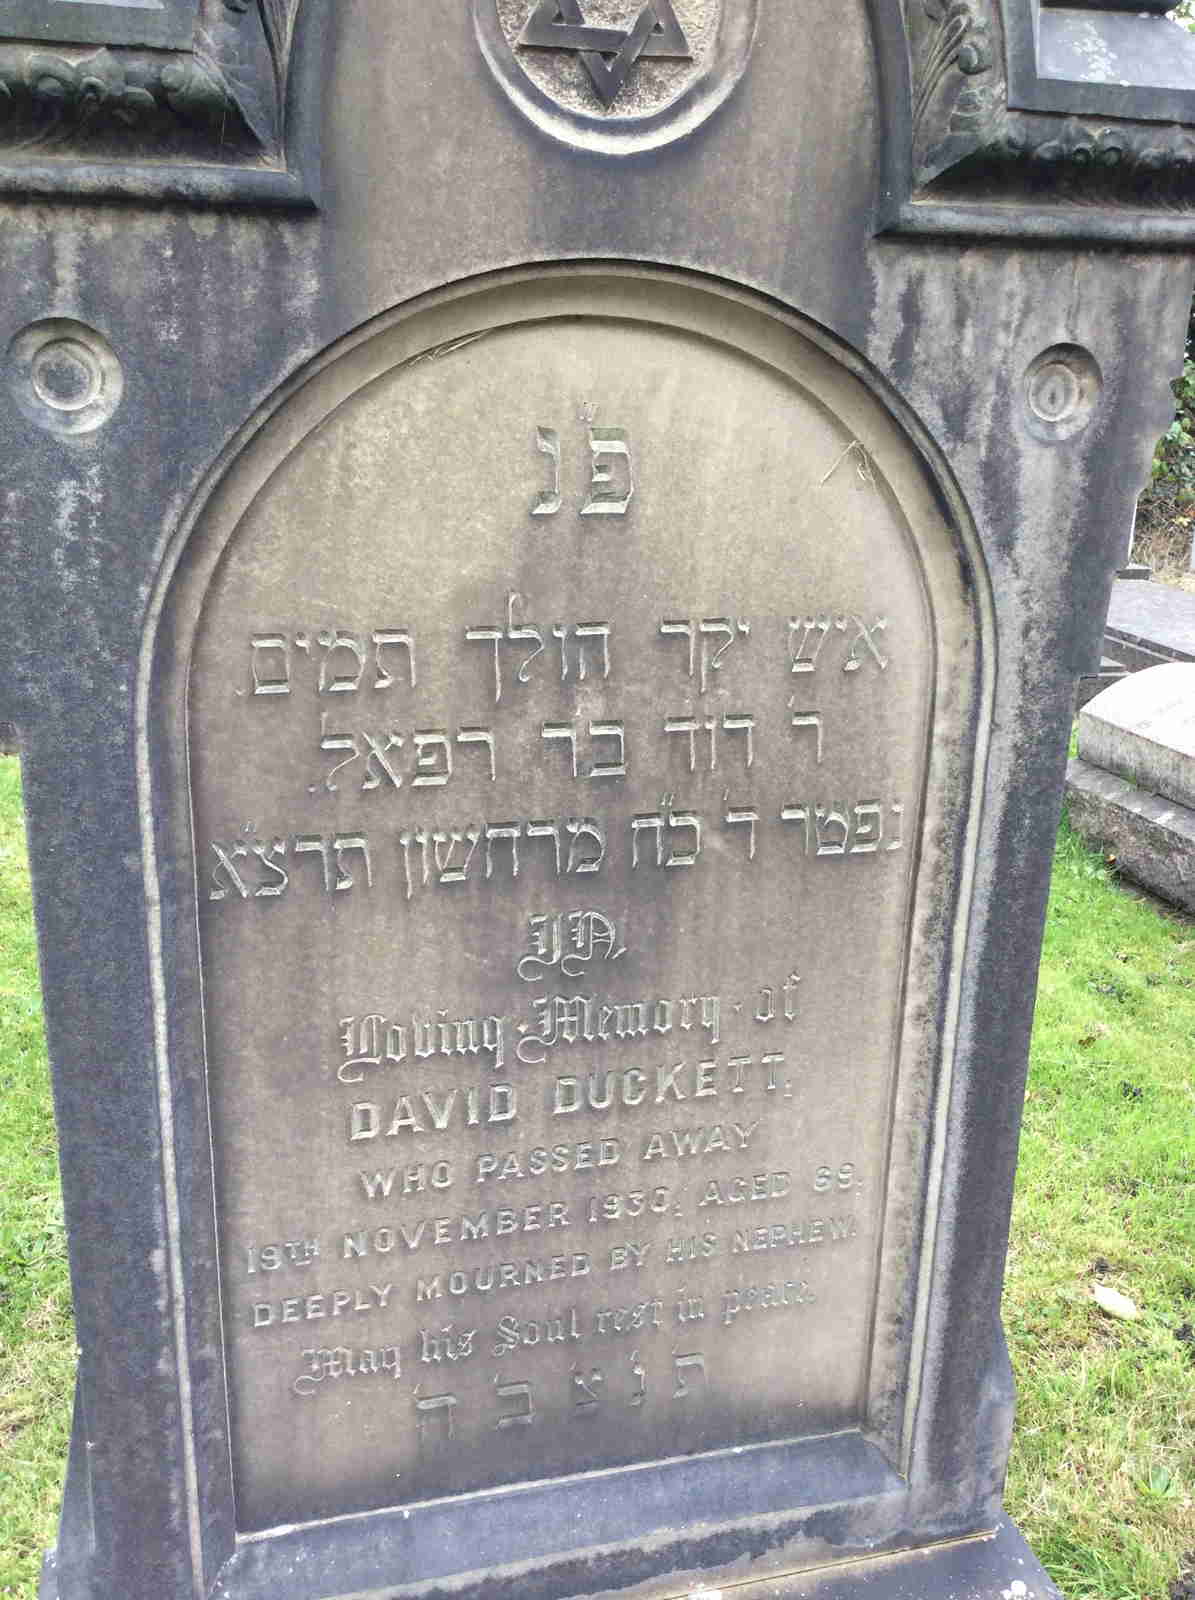 פ״נ
איש יקר הולך תמים.
ר׳ דוד בר רפאל.
נפטר ד׳ כ״ח מרחשון תרצ״א
In
Loving · Memory · of
DAVID DUCKETT,
WHO PASSED AWAY
19TH NOVEMBER 1930, AGED 69.
DEEPLY MOURNED BY HIS NEPHEW.
May his Soul rest in peace.
ת׳ נ׳ צ׳ ב׳ ה׳